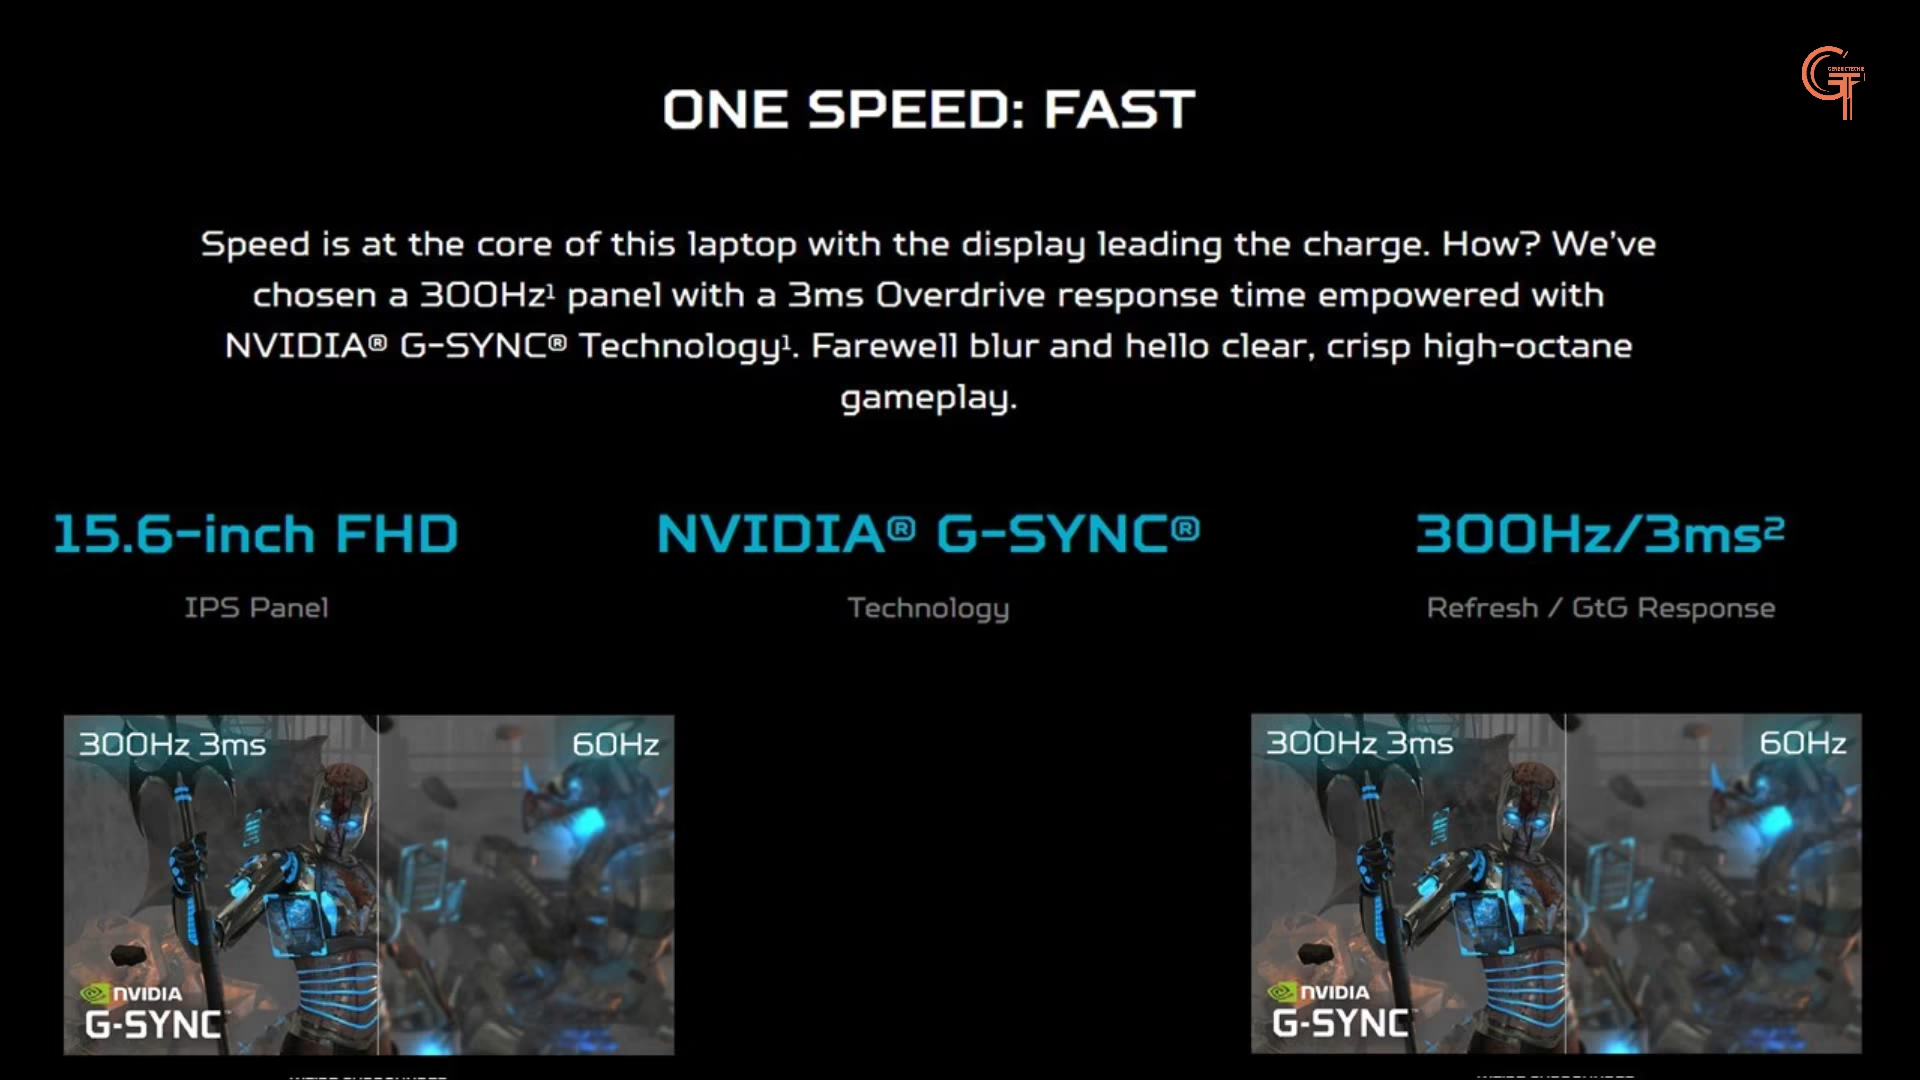 ONE SPEED: FAST
Speed is at the core of this laptop with the display leading the charge. How? We've
chosen a 300Hz¹ panel with a 3ms Overdrive response time empowered with
NVIDIA® G-SYNC® Technology¹. Farewell blur and hello clear, crisp high-octane
gameplay.
15.6-inch FHD
NVIDIA® G-SYNC®
300Hz/3ms²
IPS Panel
Technology
Refresh / GtG Response
300Hz 3ms
60Hz
300Hz 3ms
60Hz
NVIDIA
G-SYNC
NVIDIA
G-SYNC